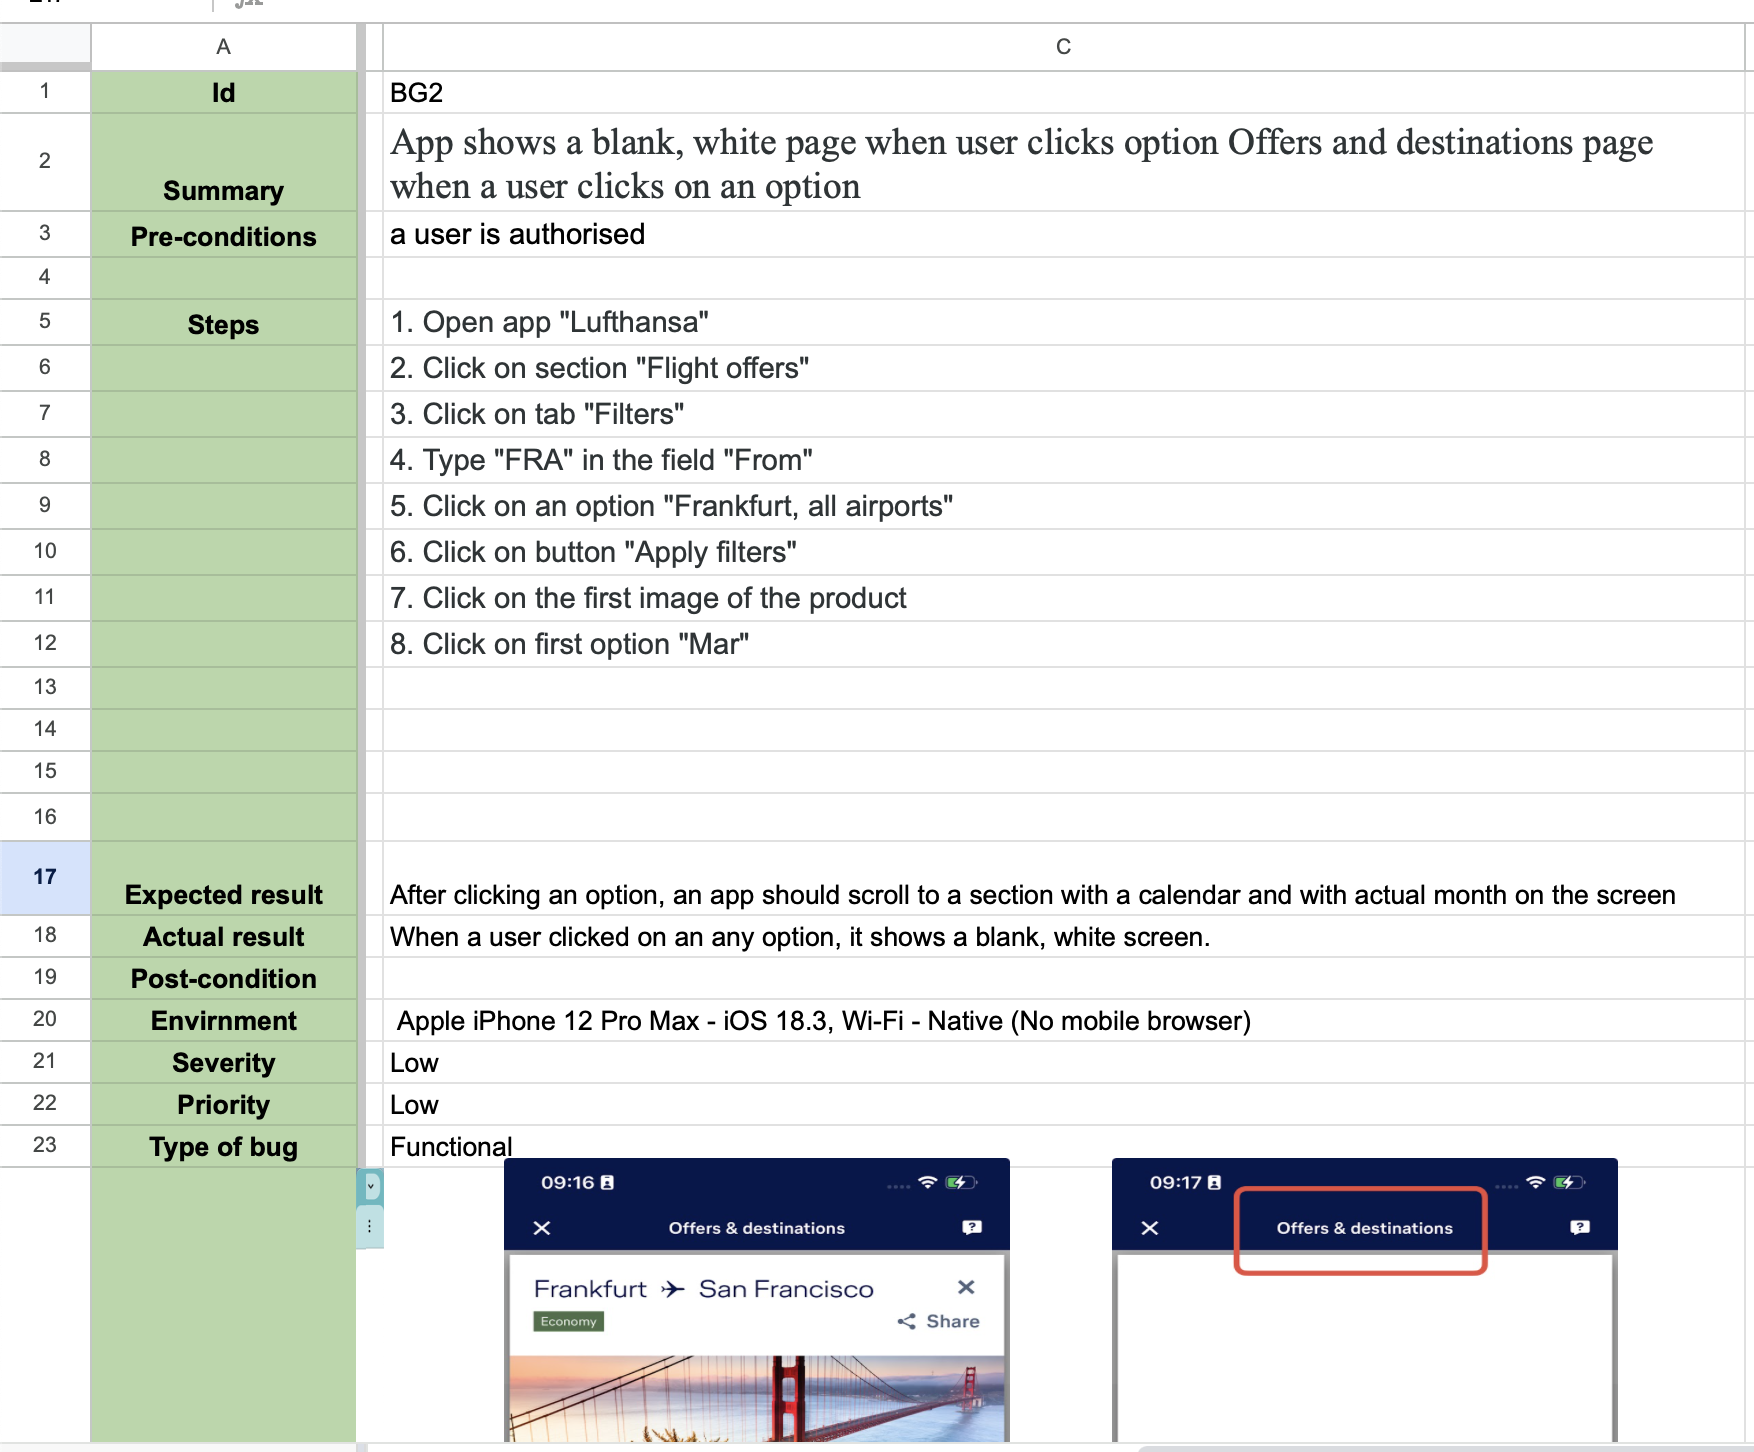 A C
1 Id BG2
2 Summary App shows a blank, white page when user clicks option Offers and destinations page
when a user clicks on an option
3 Pre-conditions a user is authorised
4
5 Steps 1. Open app "Lufthansa"
6 2. Click on section "Flight offers"
7 3. Click on tab "Filters"
8 4. Type "FRA" in the field "From"
9 5. Click on an option "Frankfurt, all airports"
10 6. Click on button "Apply filters"
11 7. Click on the first image of the product
12 8. Click on first option "Mar"
13
14
15
16
17 Expected result After clicking an option, an app should scroll to a section with a calendar and with actual month on the screen
18 Actual result When a user clicked on an any option, it shows a blank, white screen.
19 Post-condition
20 Envirnment Apple iPhone 12 Pro Max - iOS 18.3, Wi-Fi - Native (No mobile browser)
21 Severity Low
22 Priority Low
23 Type of bug Functional
09:16 09:17
Offers & destinations Offers & destinations
Frankfurt San Francisco
Economy Share